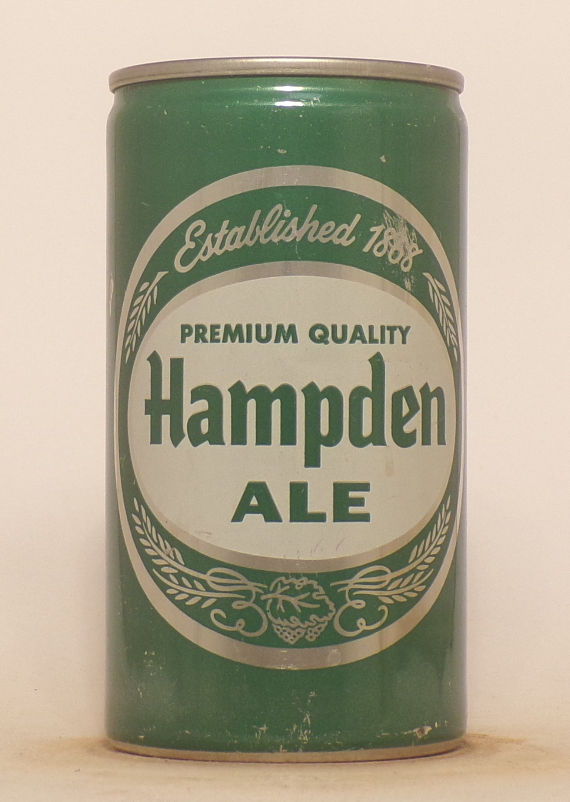 Established 1868
PREMIUM QUALITY
Hampden
ALE